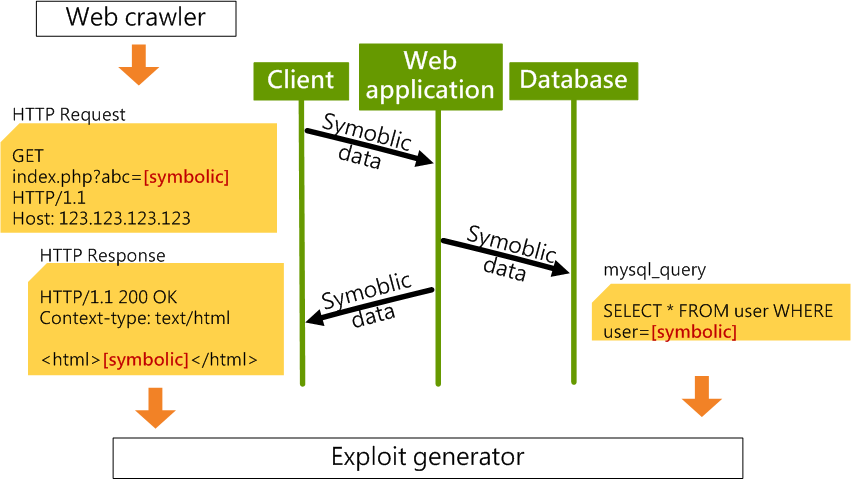 Web crawler
Client
Web
application
Database
HTTP Request
GET
index.php?abc=[symbolic]
HTTP/1.1
Host: 123.123.123.123
Symoblic
data
Symoblic
data
HTTP Response
HTTP/1.1 200 OK
Context-type: text/html
<html>[symbolic]</html>
Symoblic
data
mysql_query
SELECT * FROM user WHERE
user=[symbolic]
Exploit generator